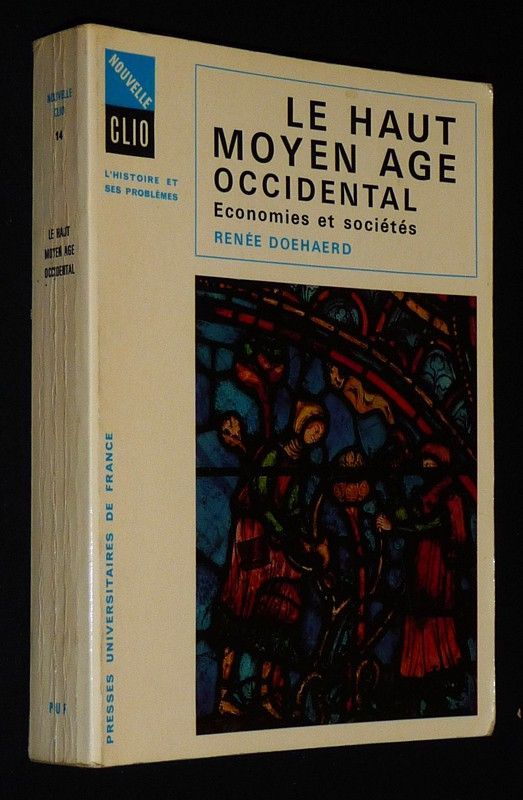 NOUVELLE
CLIO
14
LE HAUT
MOYEN AGE
OCCIDENTAL
PUF
NOUVELLE
CLIO
L'HISTOIRE ET
SES PROBLÈMES
PRESSES UNIVERSITAIRES DE FRANCE
LE HAUT
MOYEN AGE
OCCIDENTAL
Economies et sociétés
RENÉE DOEHAERD